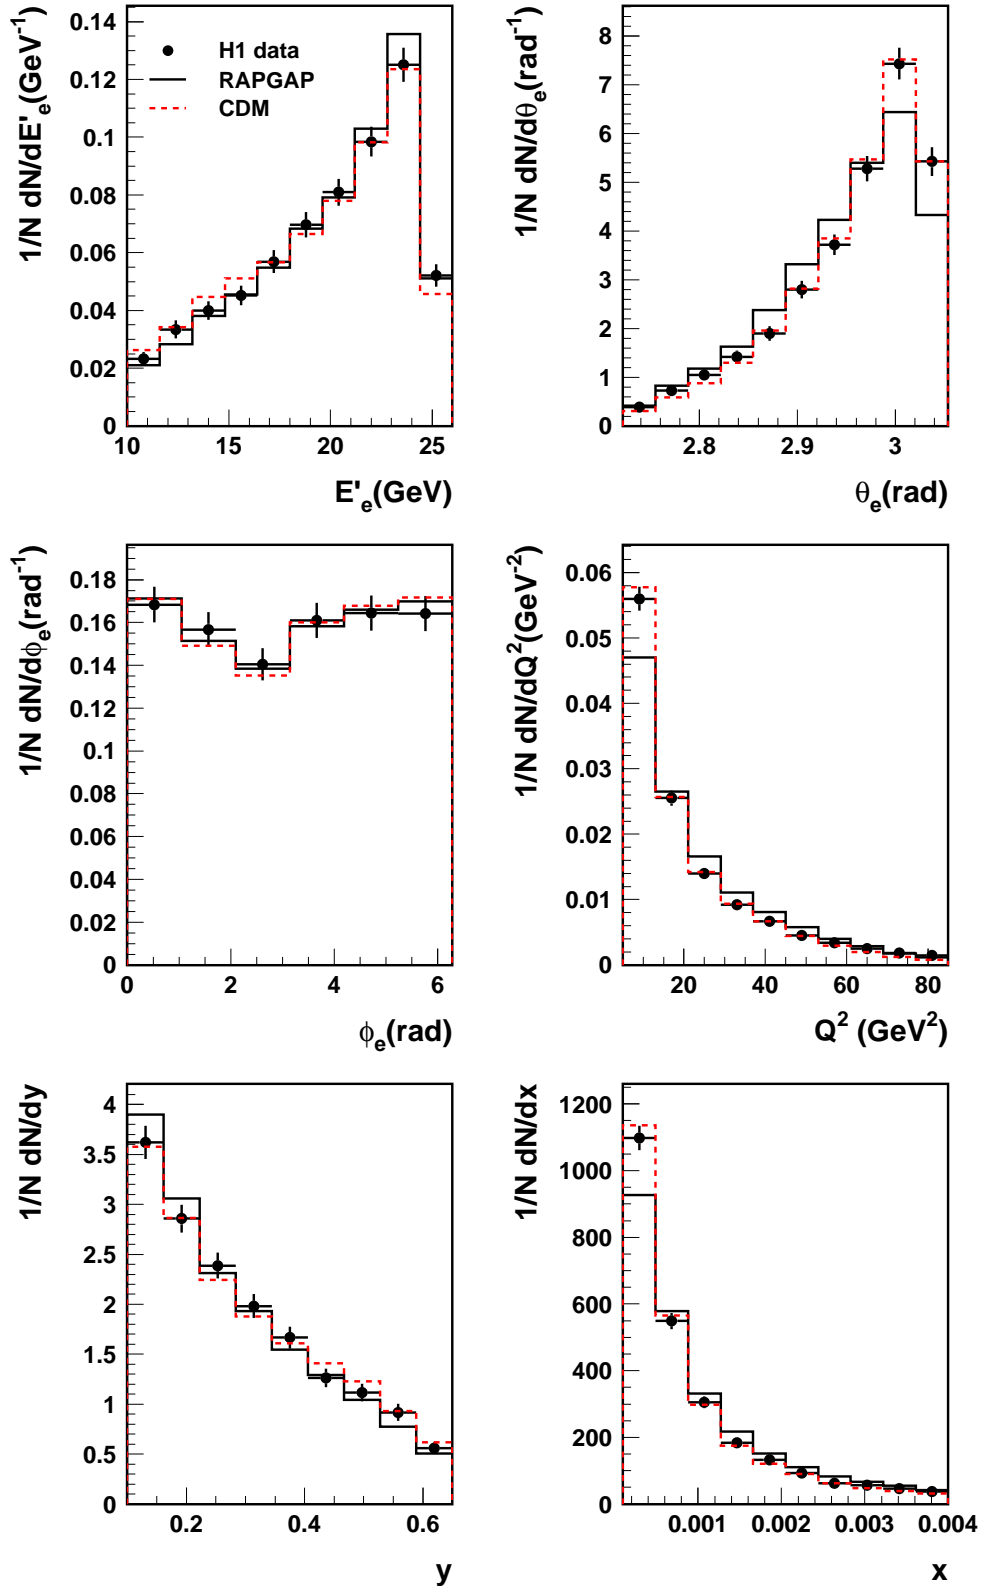 1/N dN/dE'e(GeV-1)
0.14
0.12
0.1
0.08
0.06
0.04
0.02
0
H1 data
RAPGAP
CDM
10 15 20 25
E'e(GeV)
1/N dN/dθe(rad-1)
8
7
6
5
4
3
2
1
0
2.8 2.9 3
θe(rad)
1/N dN/dϕe(rad-1)
0.18
0.16
0.14
0.12
0.1
0.08
0.06
0.04
0.02
0
0 2 4 6
ϕe(rad)
1/N dN/dQ2(GeV-2)
0.06
0.05
0.04
0.03
0.02
0.01
0
20 40 60 80
Q2 (GeV2)
1/N dN/dy
4
3.5
3
2.5
2
1.5
1
0.5
0
0.2 0.4 0.6
y
1/N dN/dx
1200
1000
800
600
400
200
0
0.001 0.002 0.003 0.004
x